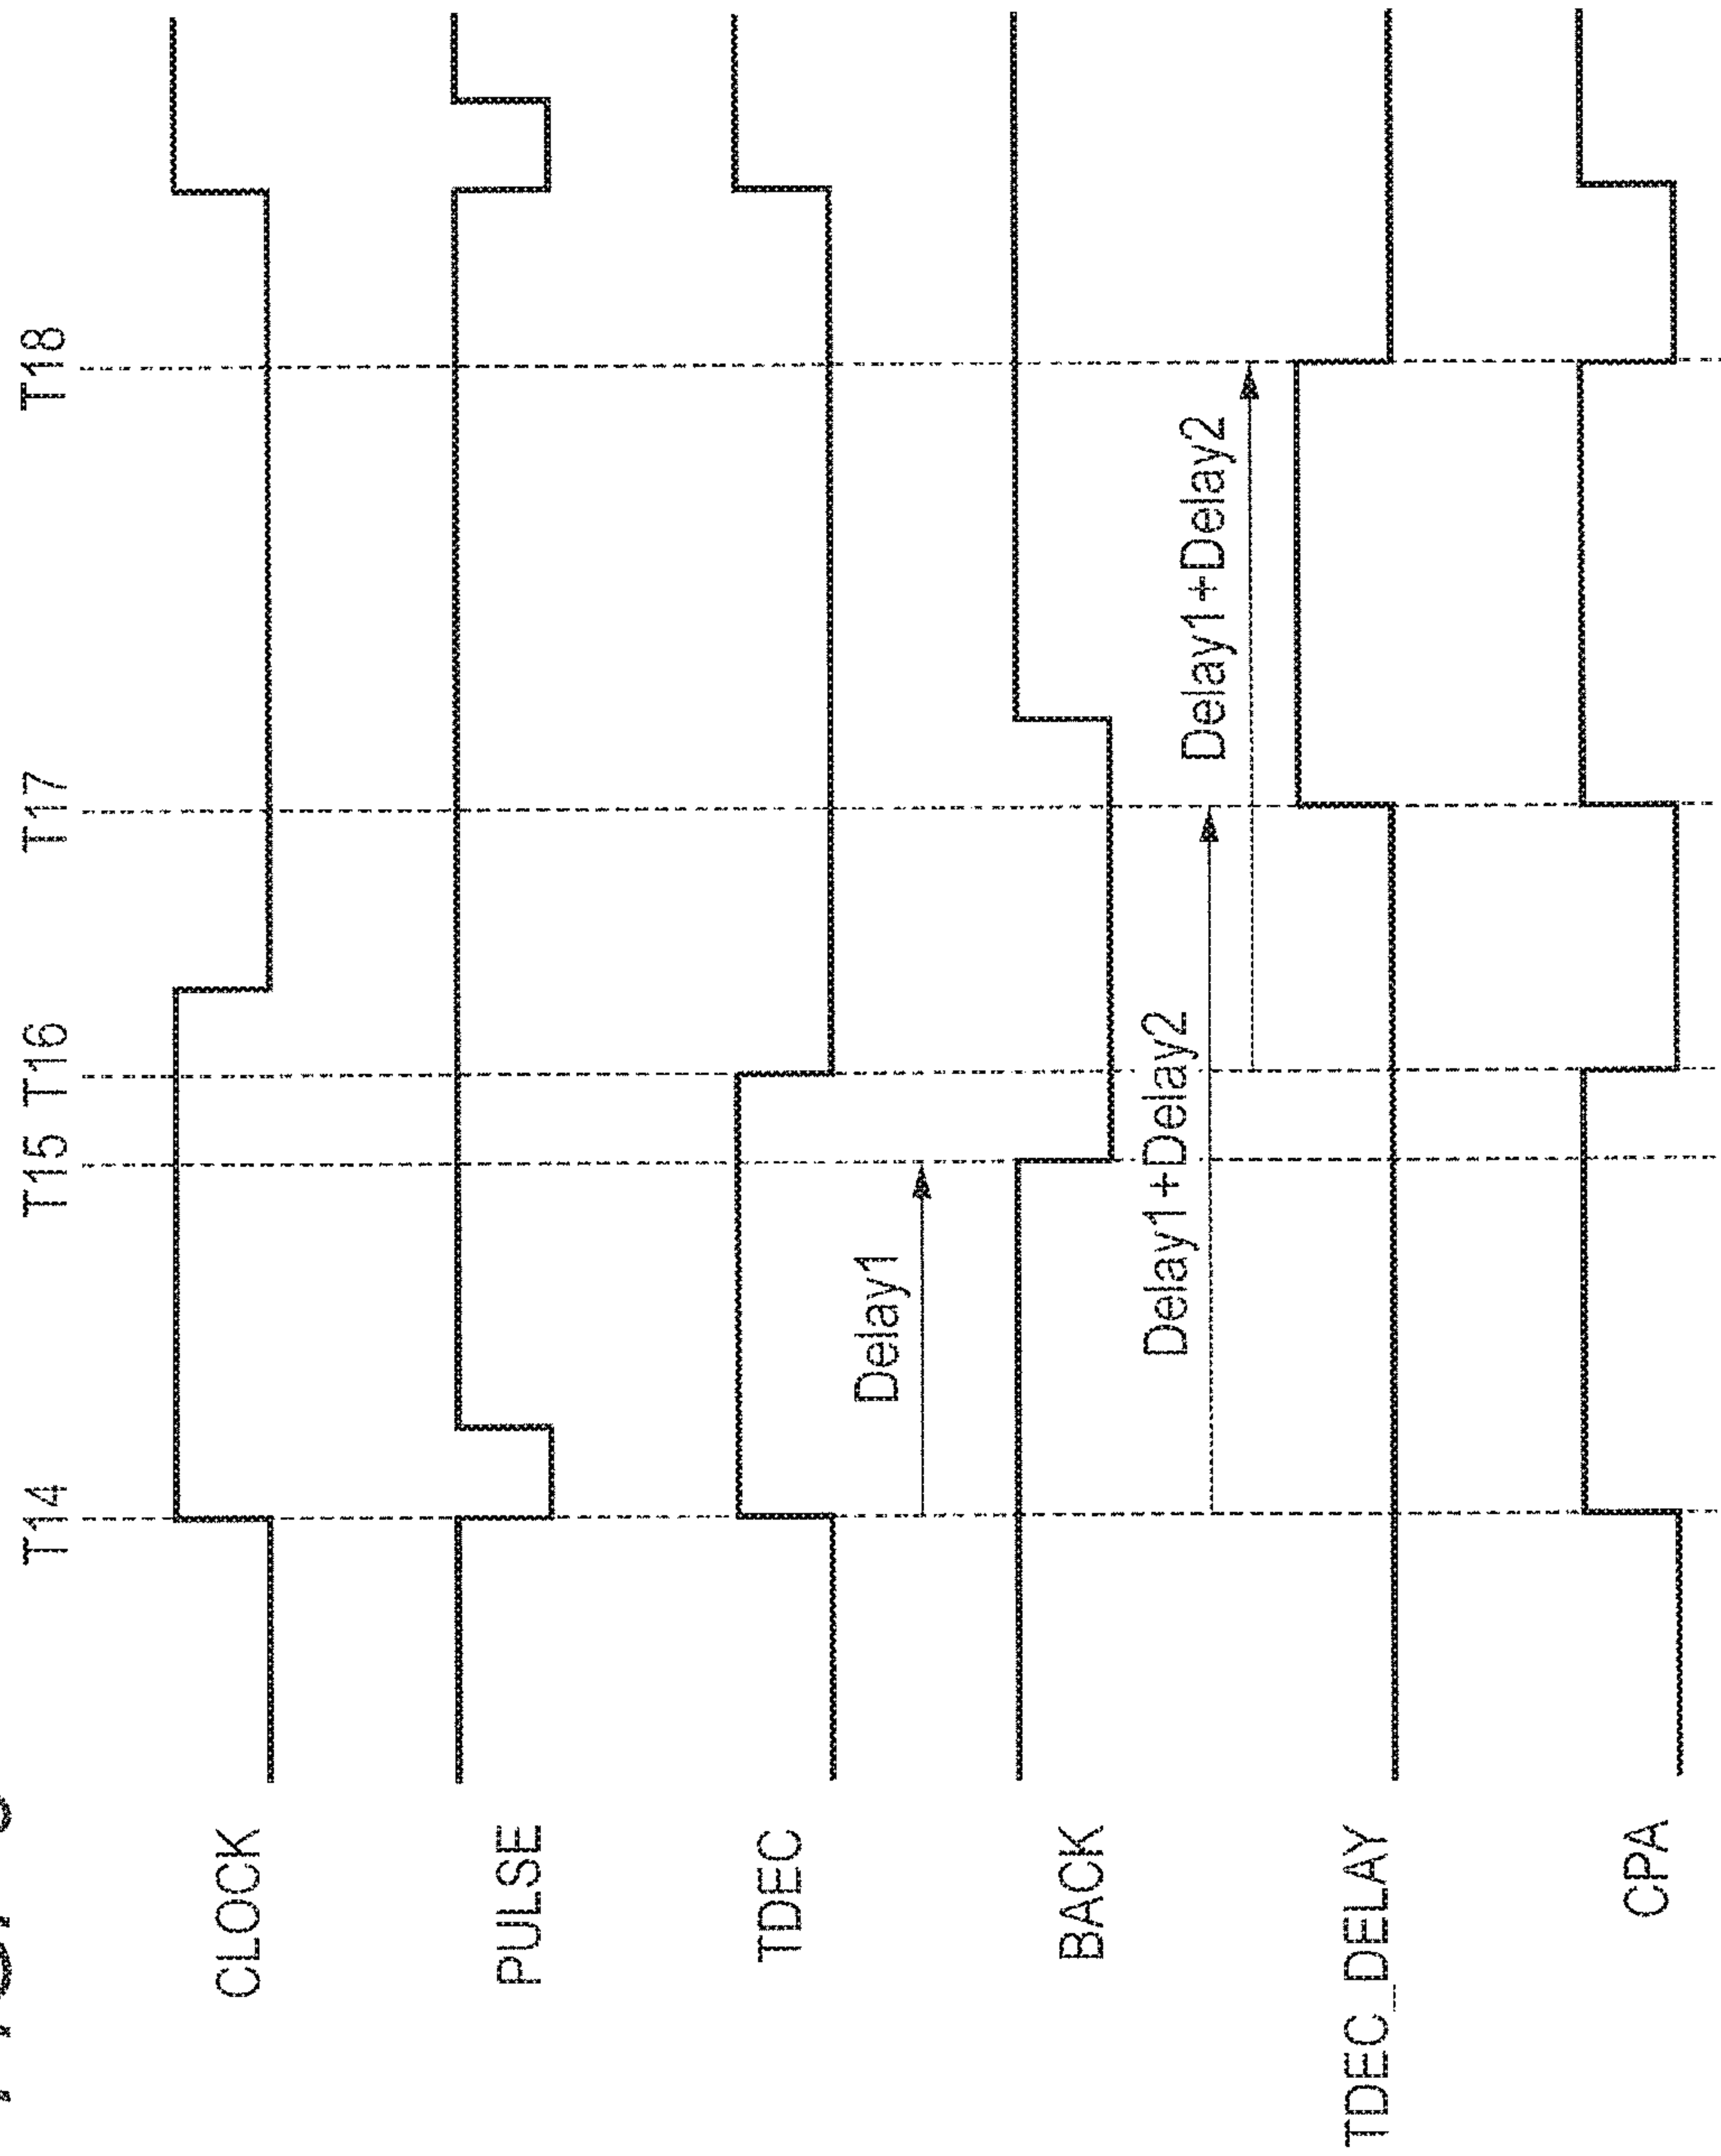 T14
T15
T16
T17
T18
CLOCK
PULSE
TDEC
Delay1
BACK
Delay1+Delay2
Delay1+Delay2
TDEC_DELAY
CPA